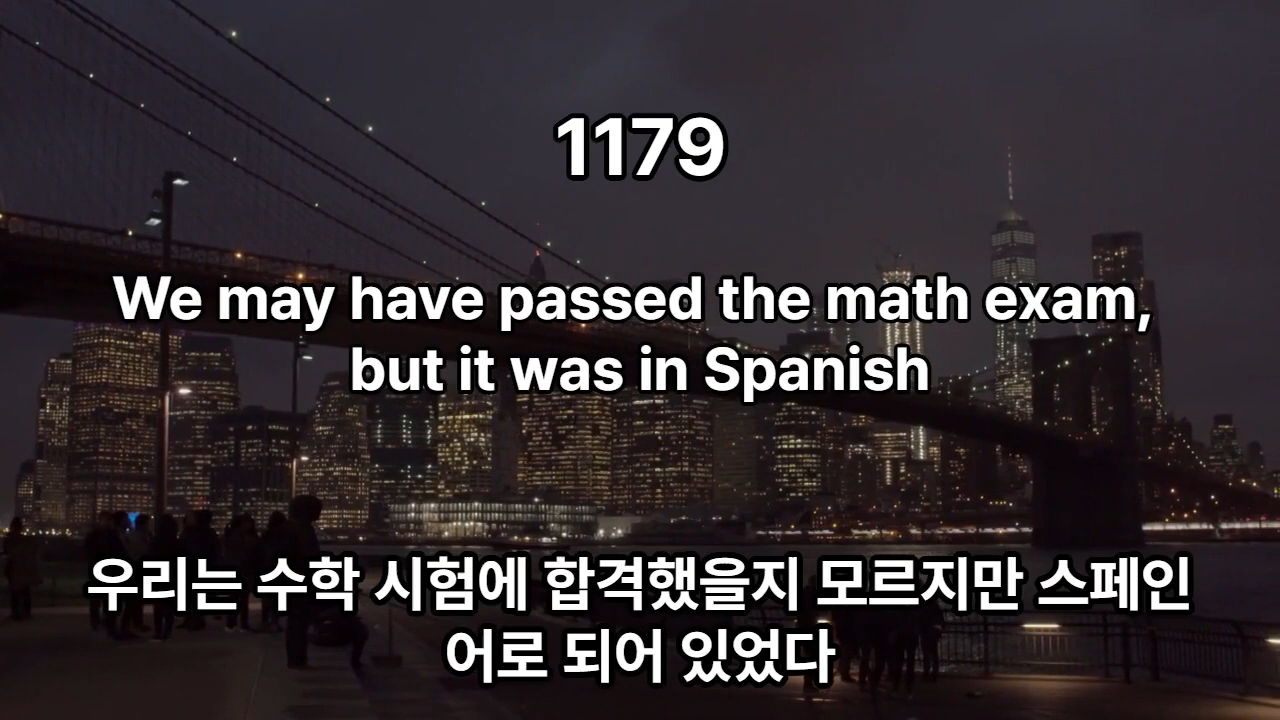 1179
We may have passed the math exam,
but it was in Spanish
우리는 수학 시험에 합격했을지 모르지만 스페인
어로 되어 있었다